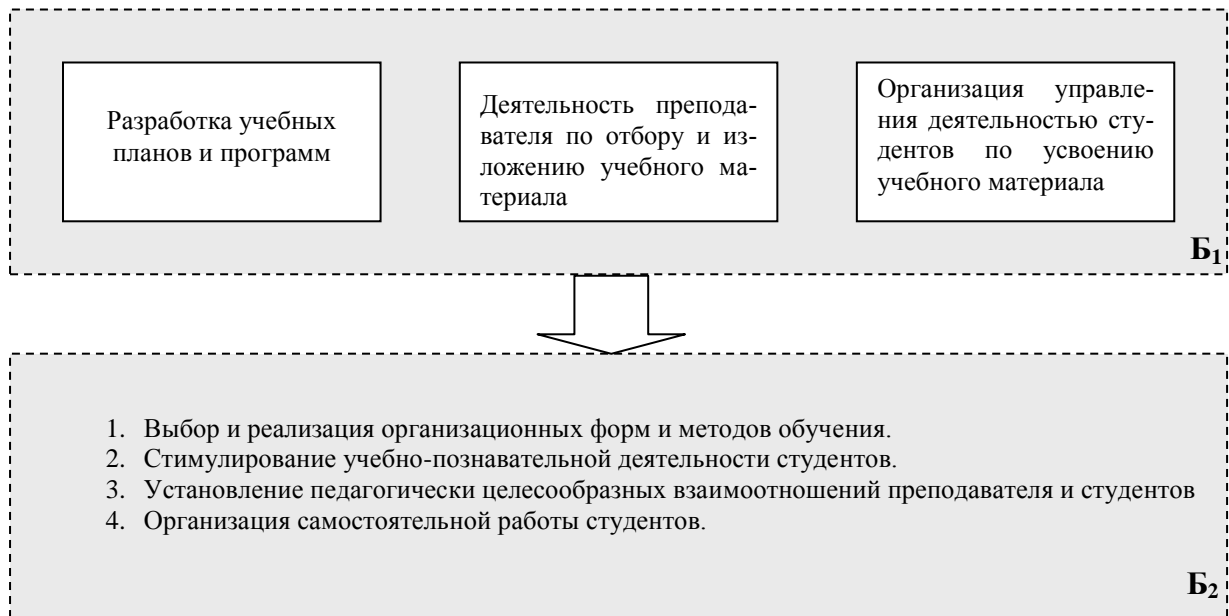 Разработка учебных
планов и программ
Деятельность препода-
вателя по отбору и из-
ложению учебного ма-
териала
Организация управле-
ния деятельностью сту-
дентов по усвоению
учебного материала
Б₁
1. Выбор и реализация организационных форм и методов обучения.
2. Стимулирование учебно-познавательной деятельности студентов.
3. Установление педагогически целесообразных взаимоотношений преподавателя и студентов
4. Организация самостоятельной работы студентов.
Б₂